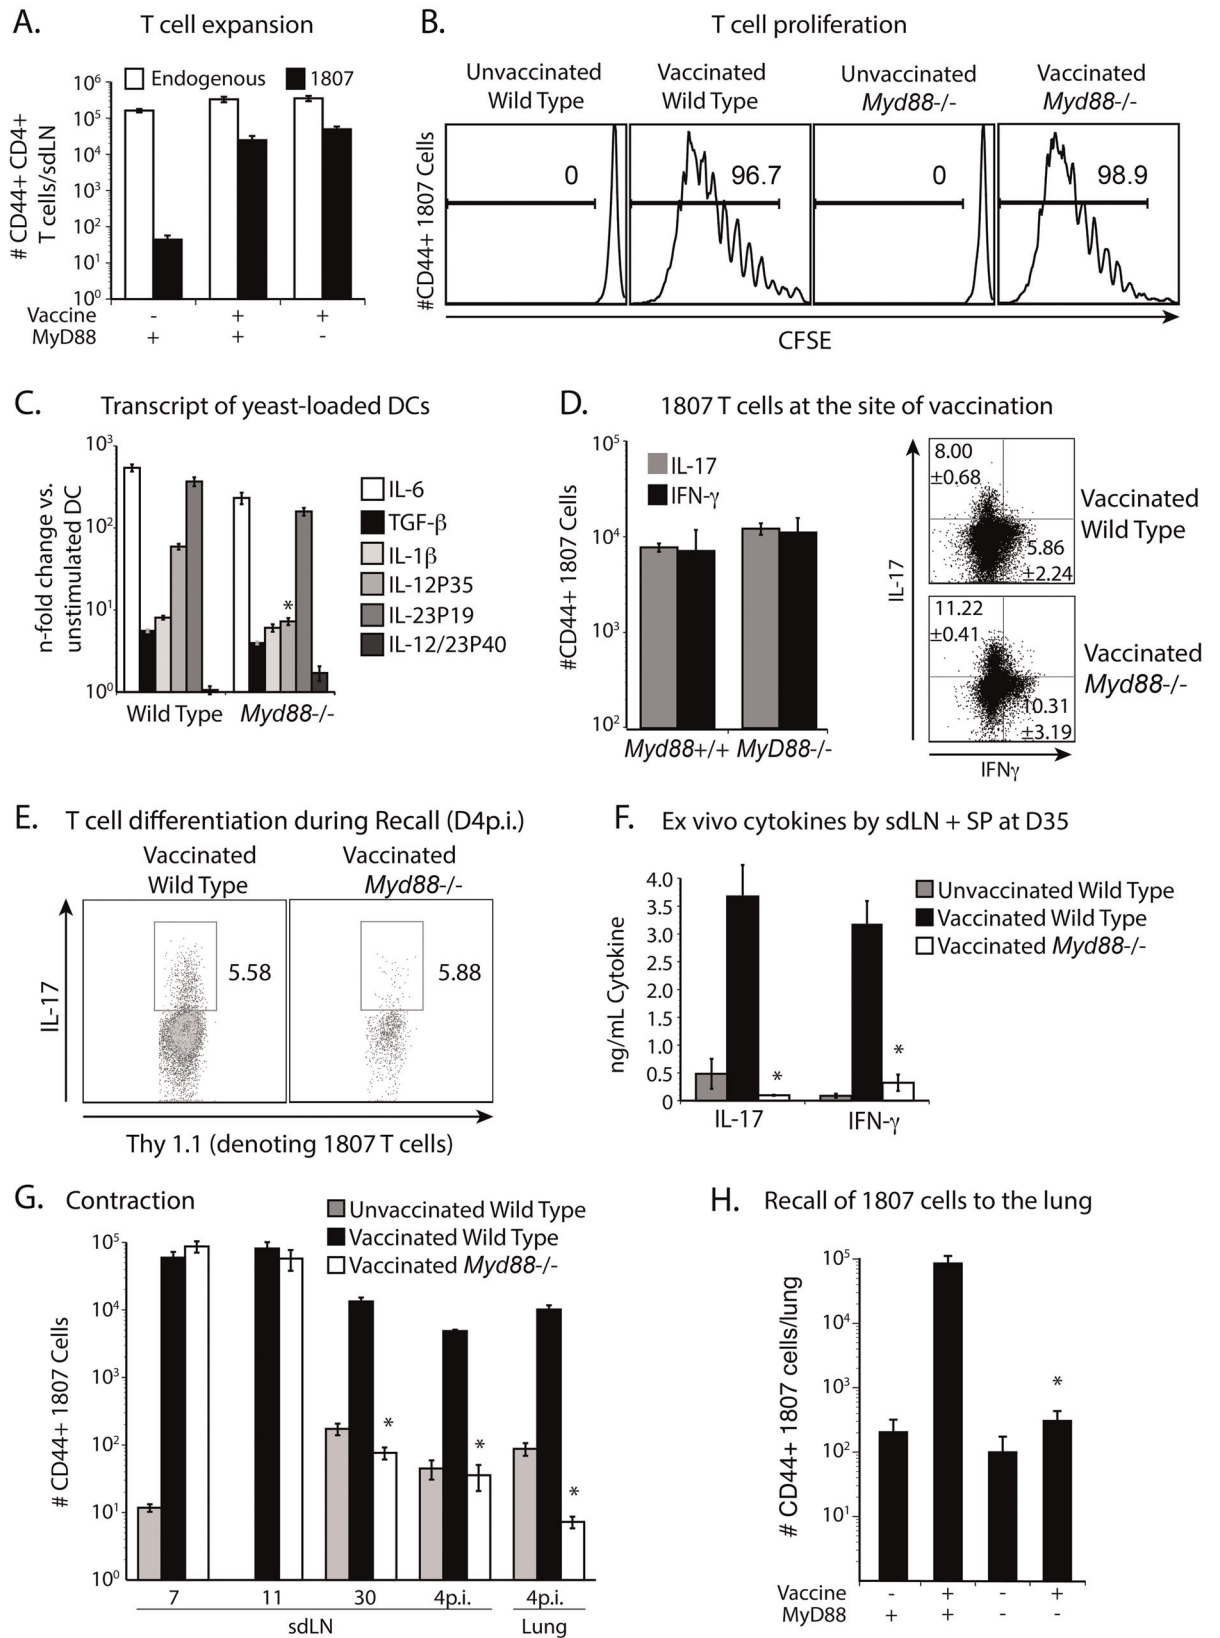 A. T cell expansion
Endogenous 1807
# CD44+ CD4+
T cells/sdLN
10⁶
10⁵
10⁴
10³
10²
10¹
10⁰
Vaccine - + +
MyD88 + + -
B. T cell proliferation
Unvaccinated
Wild Type
Vaccinated
Wild Type
Unvaccinated
Myd88-/-
Vaccinated
Myd88-/-
#CD44+ 1807 Cells
0 96.7 0 98.9
CFSE
C. Transcript of yeast-loaded DCs
n-fold change vs.
unstimulated DC
10³
10²
10¹
10⁰
*
IL-6
TGF-β
IL-1β
IL-12P35
IL-23P19
IL-12/23P40
Wild Type Myd88-/-
D. 1807 T cells at the site of vaccination
#CD44+ 1807 Cells
10⁵
10⁴
10³
10²
IL-17
IFN-γ
Myd88+/+ MyD88-/-
IL-17
8.00
±0.68
5.86
±2.24
Vaccinated
Wild Type
11.22
±0.41
10.31
±3.19
Vaccinated
Myd88-/-
IFNγ
E. T cell differentiation during Recall (D4p.i.)
Vaccinated
Wild Type
Vaccinated
Myd88-/-
IL-17
5.58 5.88
Thy 1.1 (denoting 1807 T cells)
F. Ex vivo cytokines by sdLN + SP at D35
ng/mL Cytokine
4.0
3.5
3.0
2.5
2.0
1.5
1.0
0.5
0
* *
IL-17 IFN-γ
Unvaccinated Wild Type
Vaccinated Wild Type
Vaccinated Myd88-/-
G. Contraction
Unvaccinated Wild Type
Vaccinated Wild Type
Vaccinated Myd88-/-
# CD44+ 1807 Cells
10⁵
10⁴
10³
10²
10¹
10⁰
* * *
7 11 30 4p.i. 4p.i.
sdLN Lung
H. Recall of 1807 cells to the lung
# CD44+ 1807 cells/lung
10⁵
10⁴
10³
10²
10¹
*
Vaccine - + - +
MyD88 + + - -